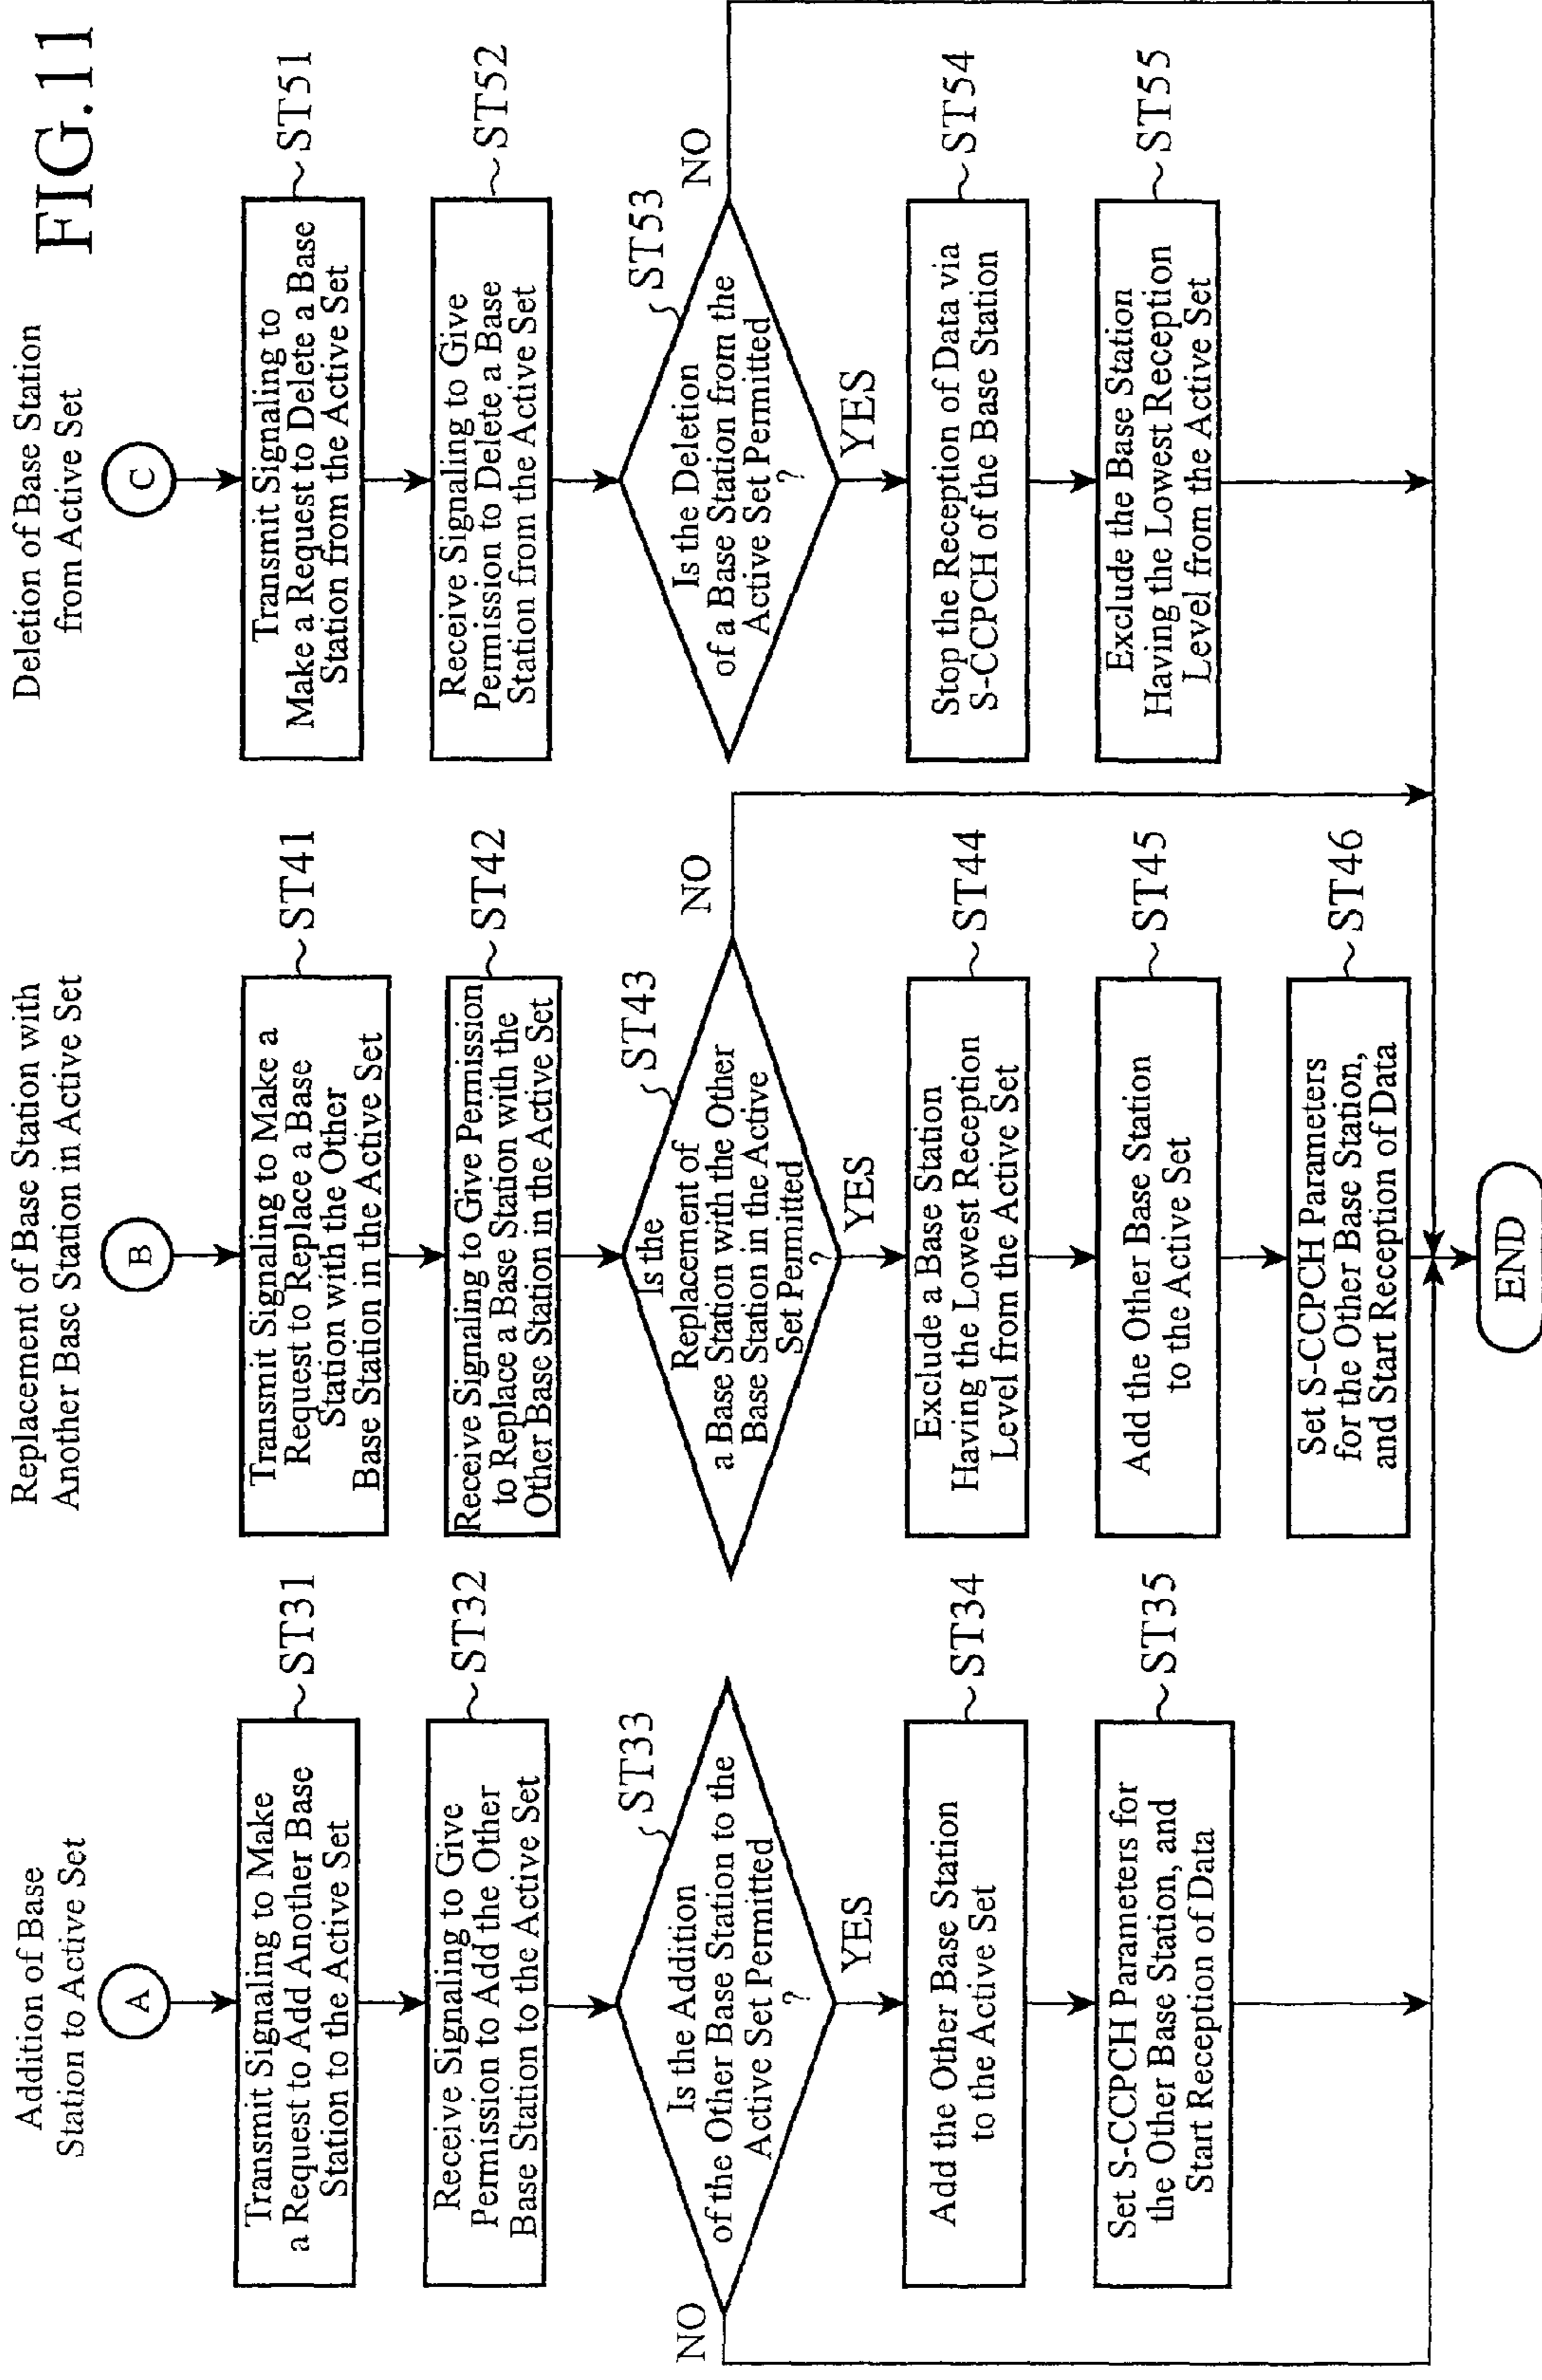 FIG.11
Addition of Base
Station to Active Set
A
Transmit Signaling to Make
a Request to Add Another Base
Station to the Active Set
ST31
Receive Signaling to Give
Permission to Add the Other
Base Station to the Active Set
ST32
Is the Addition
of the Other Base Station to the
Active Set Permitted
?
ST33
NO
YES
Add the Other Base Station
to the Active Set
ST34
Set S-CCPCH Parameters for
the Other Base Station, and
Start Reception of Data
ST35
Replacement of Base Station with
Another Base Station in Active Set
B
Transmit Signaling to Make a
Request to Replace a Base
Station with the Other
Base Station in the Active Set
ST41
Receive Signaling to Give Permission
to Replace a Base Station with the
Other Base Station in the Active Set
ST42
Is the
Replacement of
a Base Station with the Other
Base Station in the Active
Set Permitted
?
ST43
NO
YES
Exclude a Base Station
Having the Lowest Reception
Level from the Active Set
ST44
Add the Other Base Station
to the Active Set
ST45
Set S-CCPCH Parameters
for the Other Base Station,
and Start Reception of Data
ST46
END
Deletion of Base Station
from Active Set
C
Transmit Signaling to
Make a Request to Delete a Base
Station from the Active Set
ST51
Receive Signaling to Give
Permission to Delete a Base
Station from the Active Set
ST52
Is the Deletion
of a Base Station from the
Active Set Permitted
?
ST53
NO
YES
Stop the Reception of Data via
S-CCPCH of the Base Station
ST54
Exclude the Base Station
Having the Lowest Reception
Level from the Active Set
ST55